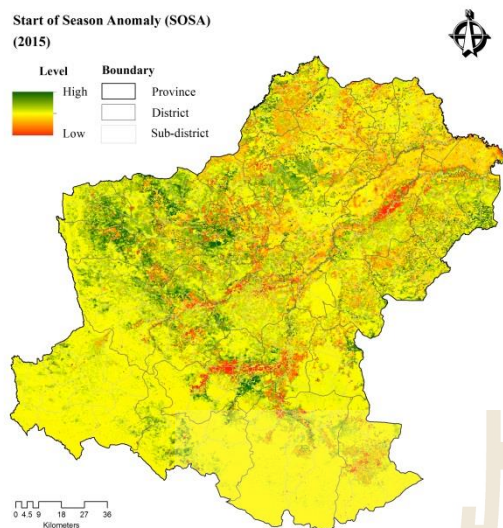 Start of Season Anomaly (SOSA)
(2015)
Level
High
Low
Boundary
Province
District
Sub-district
0 4.5 9 18 27 36
Kilometers